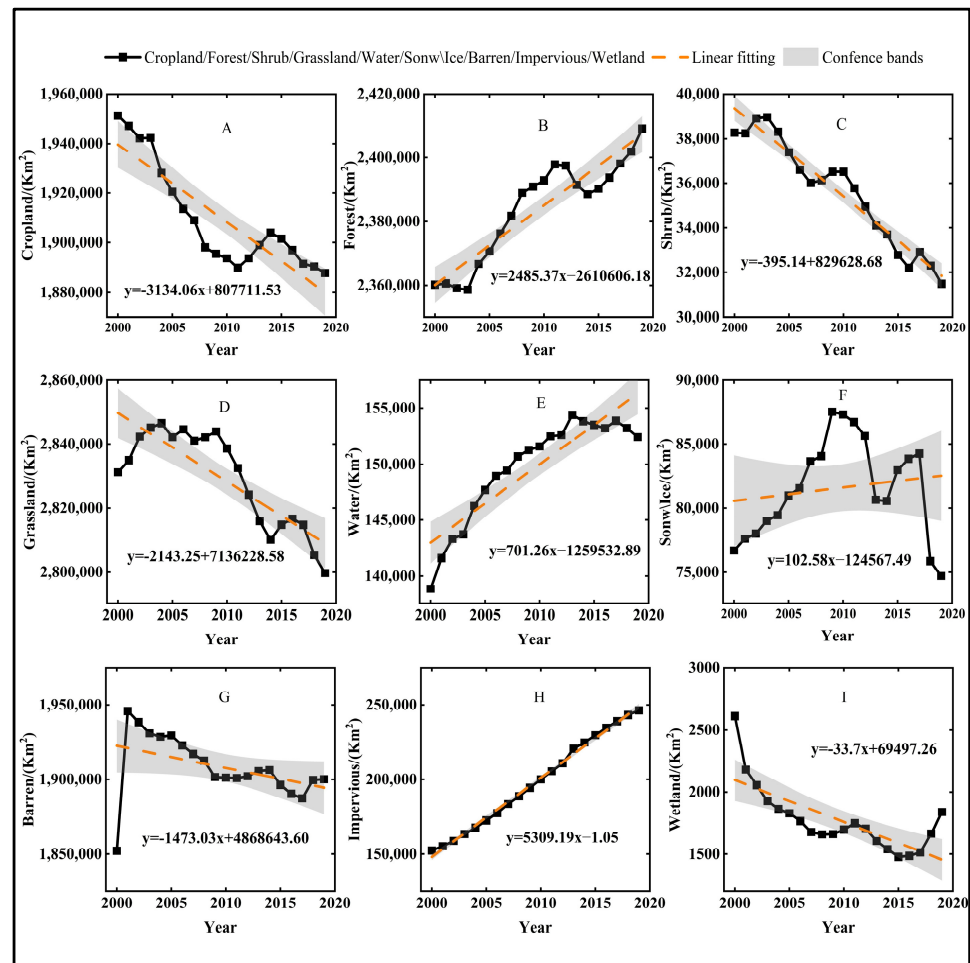 Cropland/Forest/Shrub/Grassland/Water/Sonw\Ice/Barren/Impervious/Wetland Linear fitting Confence bands
1,960,000
1,940,000
1,920,000
1,900,000
1,880,000
Cropland/(Km²)
A
y=-3134.06x+807711.53
2000 2005 2010 2015 2020
Year
2,420,000
2,400,000
2,380,000
2,360,000
Forest/(Km²)
B
y=2485.37x−2610606.18
2000 2005 2010 2015 2020
Year
40,000
38,000
36,000
34,000
32,000
30,000
Shrub/(Km²)
C
y=-395.14+829628.68
2000 2005 2010 2015 2020
Year
2,860,000
2,840,000
2,820,000
2,800,000
Grassland/(Km²)
D
y=-2143.25+7136228.58
2000 2005 2010 2015 2020
Year
155,000
150,000
145,000
140,000
Water/(Km²)
E
y=701.26x−1259532.89
2000 2005 2010 2015 2020
Year
90,000
85,000
80,000
75,000
Sonw\Ice/(Km²)
F
y=102.58x−124567.49
2000 2005 2010 2015 2020
Year
1,950,000
1,900,000
1,850,000
Barren/(Km²)
G
y=-1473.03x+4868643.60
2000 2005 2010 2015 2020
Year
250,000
200,000
150,000
Impervious/(Km²)
H
y=5309.19x−1.05
2000 2005 2010 2015 2020
Year
3000
2500
2000
1500
Wetland/(Km²)
I
y=-33.7x+69497.26
2000 2005 2010 2015 2020
Year